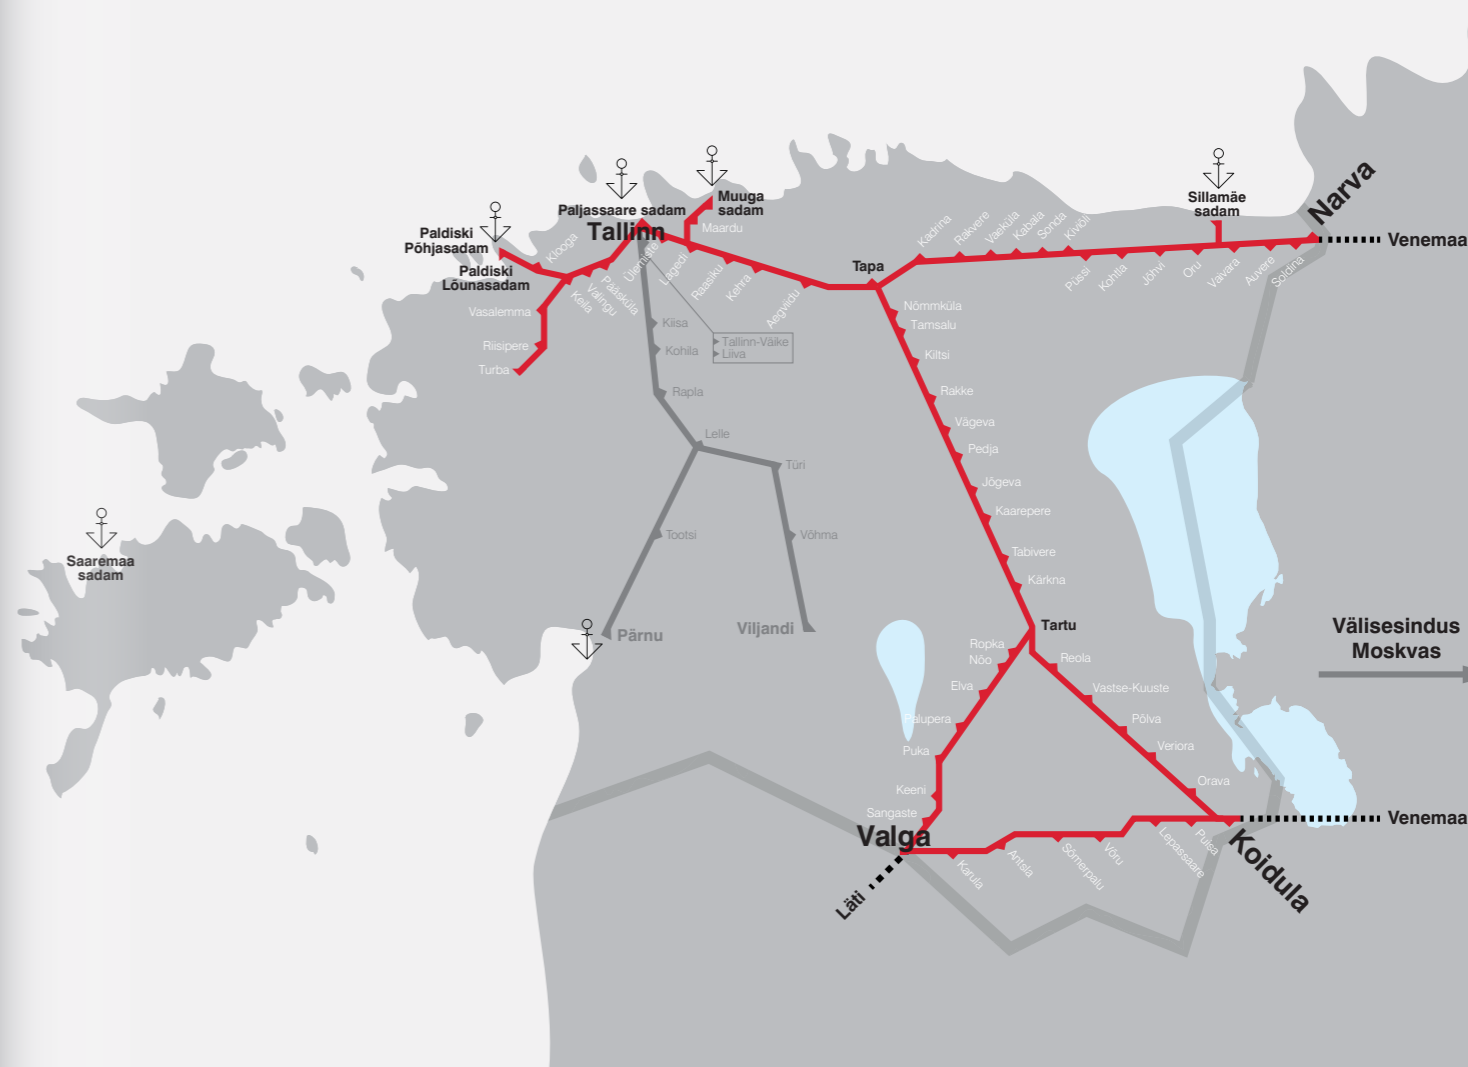 Paldiski
Põhjasadam
Paldiski
Lõunasadam
Paljassaare sadam
Tallinn
Muuga
sadam
Maardu
Klooga
Keila
Valingu
Pääsküla
Ülemiste
Lagedi
Raasiku
Kehra
Aegviidu
Tapa
Kadrina
Rakvere
Vaeküla
Kabala
Sonda
Kiviõli
Püssi
Kohtla
Jõhvi
Oru
Vaivara
Auvere
Soldina
Sillamäe
sadam
Narva
Venemaa
Vasalemma
Riisipere
Turba
Kiisa
Kohila
Tallinn-Väike
Liiva
Rapla
Lelle
Türi
Tootsi
Võhma
Pärnu
Viljandi
Nõmmküla
Tamsalu
Kiltsi
Rakke
Vägeva
Pedja
Jõgeva
Kaarepere
Tabivere
Kärkna
Tartu
Saaremaa
sadam
Välisesindus
Moskvas
Ropka
Nõo
Elva
Palupera
Puka
Keeni
Sangaste
Valga
Läti
Reola
Vastse-Kuuste
Põlva
Veriora
Orava
Karula
Antsla
Sõmerpalu
Võru
Lepassaare
Puisa
Koidula
Venemaa